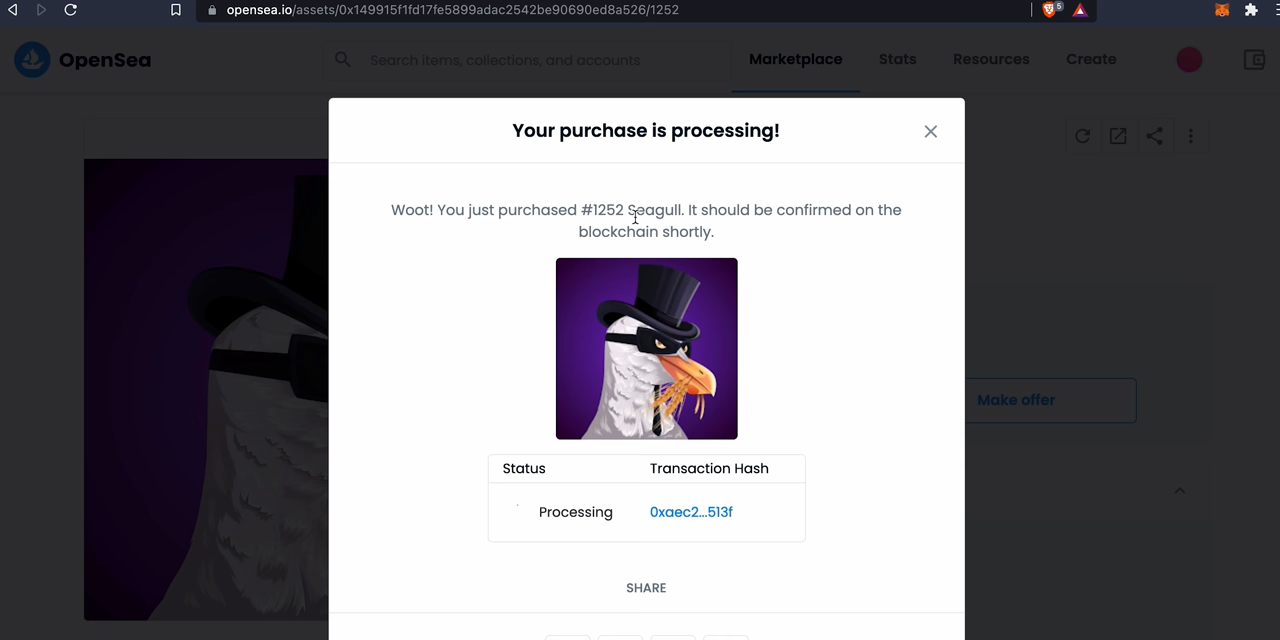 opensea.io/assets/0x149915f1fd17fe5899adac2542be90690ed8a526/1252
5
OpenSea
Search items, collections, and accounts
Marketplace
Stats
Resources
Create
Your purchase is processing!
Woot! You just purchased #1252 Seagull. It should be confirmed on the
blockchain shortly.
Make offer
Status Transaction Hash
Processing 0xaec2...513f
SHARE